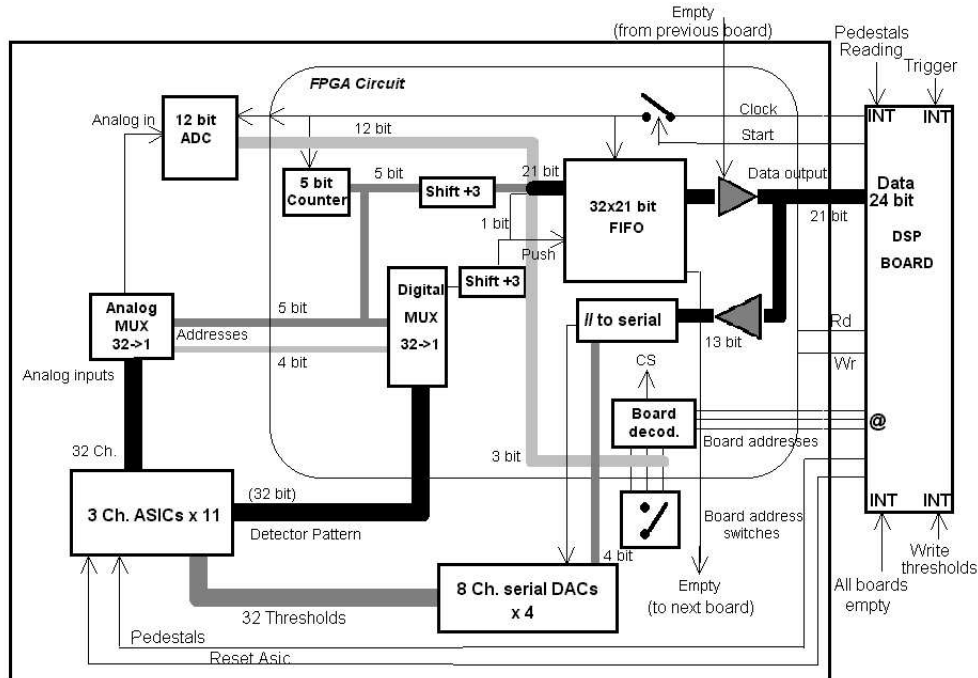 Empty
(from previous board)
Pedestals
Reading
Trigger
FPGA Circuit
Analog in
12 bit
ADC
12 bit
Clock
Start
INT
INT
5 bit
Counter
5 bit
Shift +3
21 bit
1 bit
Push
32x21 bit
FIFO
Data output
21 bit
Data
24 bit
DSP
BOARD
Shift +3
Digital
MUX
32->1
Analog
MUX
32->1
5 bit
Addresses
4 bit
// to serial
13 bit
Rd
Wr
Analog inputs
CS
Board
decod.
Board addresses
@
32 Ch.
3 bit
(32 bit)
3 Ch. ASICs x 11
Detector Pattern
Board address
switches
INT
INT
4 bit
8 Ch. serial DACs
x 4
Empty
(to next board)
All boards
empty
Write
thresholds
32 Thresholds
Pedestals
Reset Asic